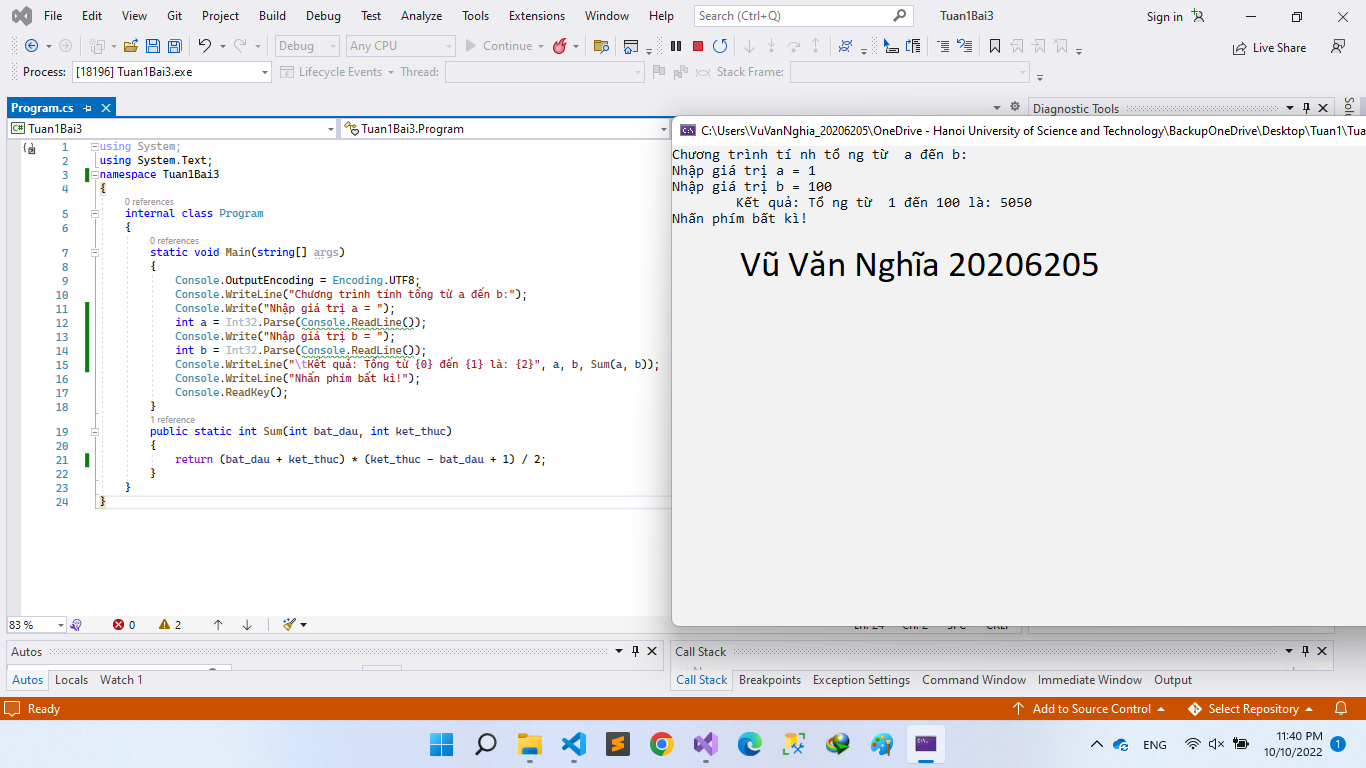 File Edit View Git Project Build Debug Test Analyze Tools Extensions Window Help Search (Ctrl+Q) Tuan1Bai3 Sign in
Debug Any CPU Continue Live Share
Process: [18196] Tuan1Bai3.exe Lifecycle Events Thread: Stack Frame:
Program.cs Diagnostic Tools
Tuan1Bai3 Tuan1Bai3.Program
1 using System;
2 using System.Text;
3 namespace Tuan1Bai3
4 {
0 references
5 internal class Program
6 {
0 references
7 static void Main(string[] args)
8 {
9 Console.OutputEncoding = Encoding.UTF8;
10 Console.WriteLine("Chương trình tính tổng từ a đến b:");
11 Console.Write("Nhập giá trị a = ");
12 int a = Int32.Parse(Console.ReadLine());
13 Console.Write("Nhập giá trị b = ");
14 int b = Int32.Parse(Console.ReadLine());
15 Console.WriteLine("\tKết quả: Tổng từ {0} đến {1} là: {2}", a, b, Sum(a, b));
16 Console.WriteLine("Nhấn phím bất kì!");
17 Console.ReadKey();
18 }
1 reference
19 public static int Sum(int bat_dau, int ket_thuc)
20 {
21 return (bat_dau + ket_thuc) * (ket_thuc - bat_dau + 1) / 2;
22 }
23 }
24 }
C:\Users\VuVanNghia_20206205\OneDrive - Hanoi University of Science and Technology\BackupOneDrive\Desktop\Tuan1\Tua
Chương trình tí nh tổ ng từ  a đến b:
Nhập giá trị a = 1
Nhập giá trị b = 100
Kết quả: Tổ ng từ  1 đến 100 là: 5050
Nhấn phím bất kì!
Vũ Văn Nghĩa 20206205
83 % 0 2
Autos
Autos Locals Watch 1
Call Stack
Call Stack Breakpoints Exception Settings Command Window Immediate Window Output
Ready Add to Source Control Select Repository
ENG 11:40 PM
10/10/2022 1